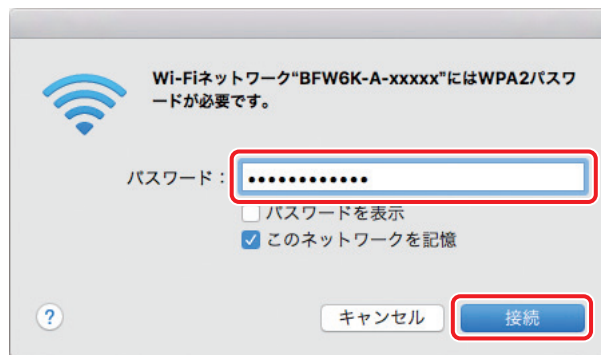 Wi-Fiネットワーク“BFW6K-A-xxxxx”にはWPA2パスワ
ードが必要です。
パスワード：••••••••••••
パスワードを表示
このネットワークを記憶
? キャンセル 接続